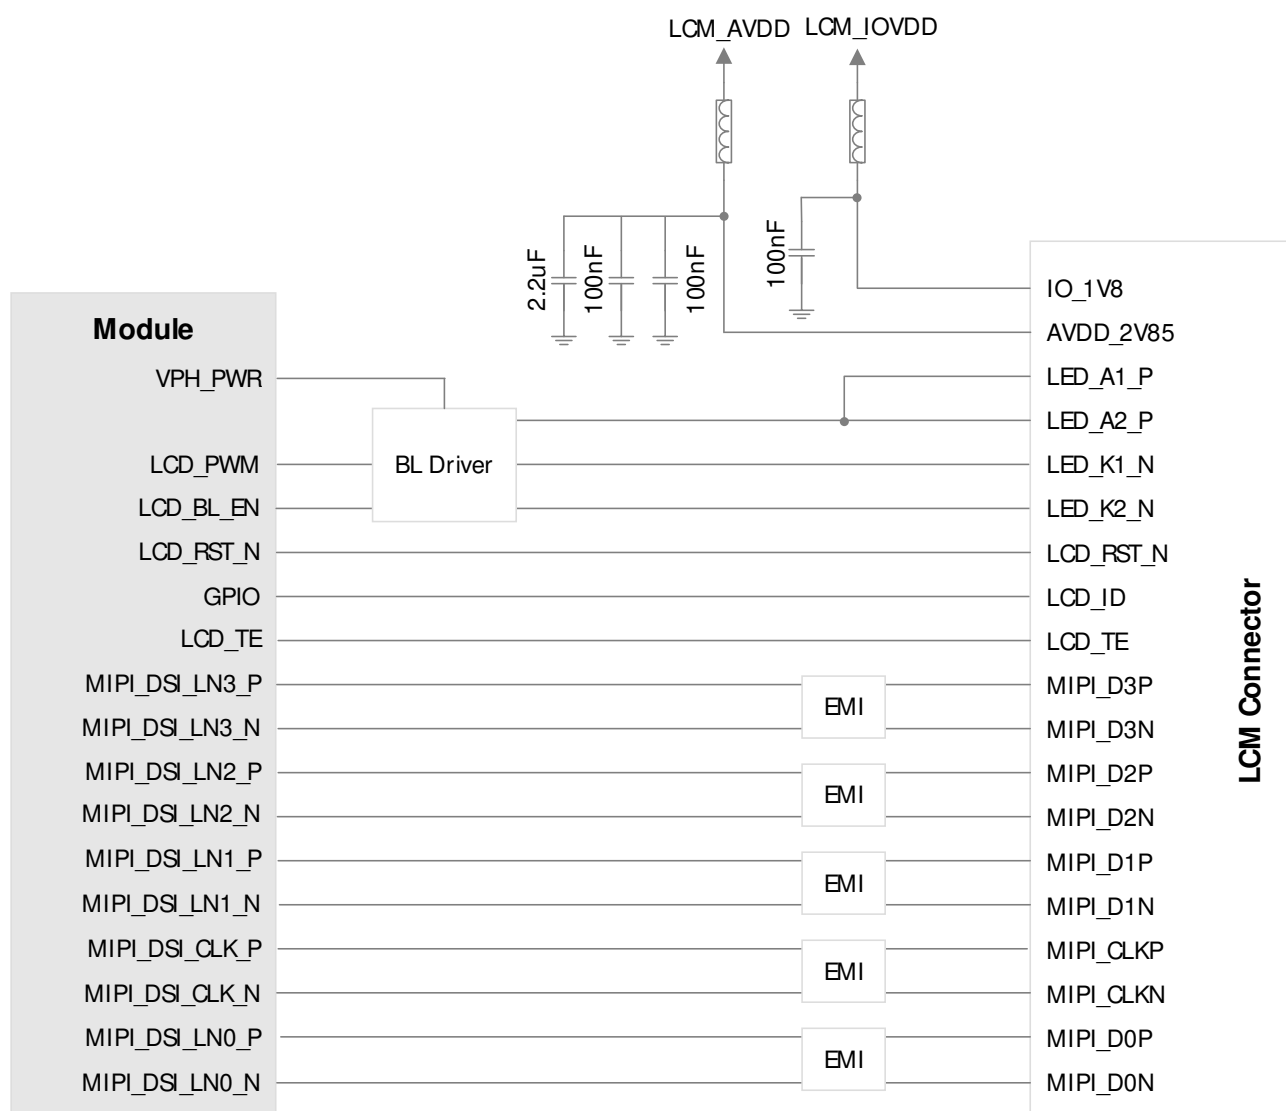 LCM_AVDD LCM_IOVDD
2.2uF 100nF 100nF 100nF
IO_1V8
Module AVDD_2V85
VPH_PWR LED_A1_P
LED_A2_P
LCD_PWM BL Driver LED_K1_N
LCD_BL_EN LED_K2_N
LCD_RST_N LCD_RST_N
GPIO LCD_ID
LCD_TE LCD_TE
LCM Connector
MIPI_DSI_LN3_P MIPI_D3P
EMI
MIPI_DSI_LN3_N MIPI_D3N
MIPI_DSI_LN2_P MIPI_D2P
EMI
MIPI_DSI_LN2_N MIPI_D2N
MIPI_DSI_LN1_P MIPI_D1P
EMI
MIPI_DSI_LN1_N MIPI_D1N
MIPI_DSI_CLK_P MIPI_CLKP
EMI
MIPI_DSI_CLK_N MIPI_CLKN
MIPI_DSI_LN0_P MIPI_D0P
EMI
MIPI_DSI_LN0_N MIPI_D0N